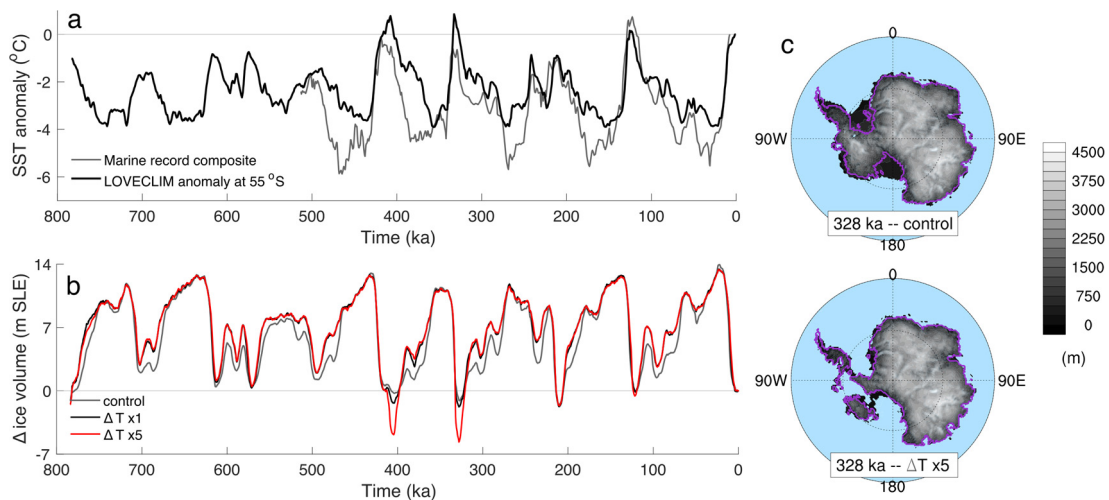 a
SST anomaly (°C)
0
-2
-4
-6
Marine record composite
LOVECLIM anomaly at 55 °S
800 700 600 500 400 300 200 100 0
Time (ka)
b
Δ ice volume (m SLE)
14
7
0
-7
control
Δ T x1
Δ T x5
800 700 600 500 400 300 200 100 0
Time (ka)
c
0
90W
90E
328 ka -- control
180
0
90W
90E
328 ka -- ΔT x5
180
4500
3750
3000
2250
1500
750
0
(m)